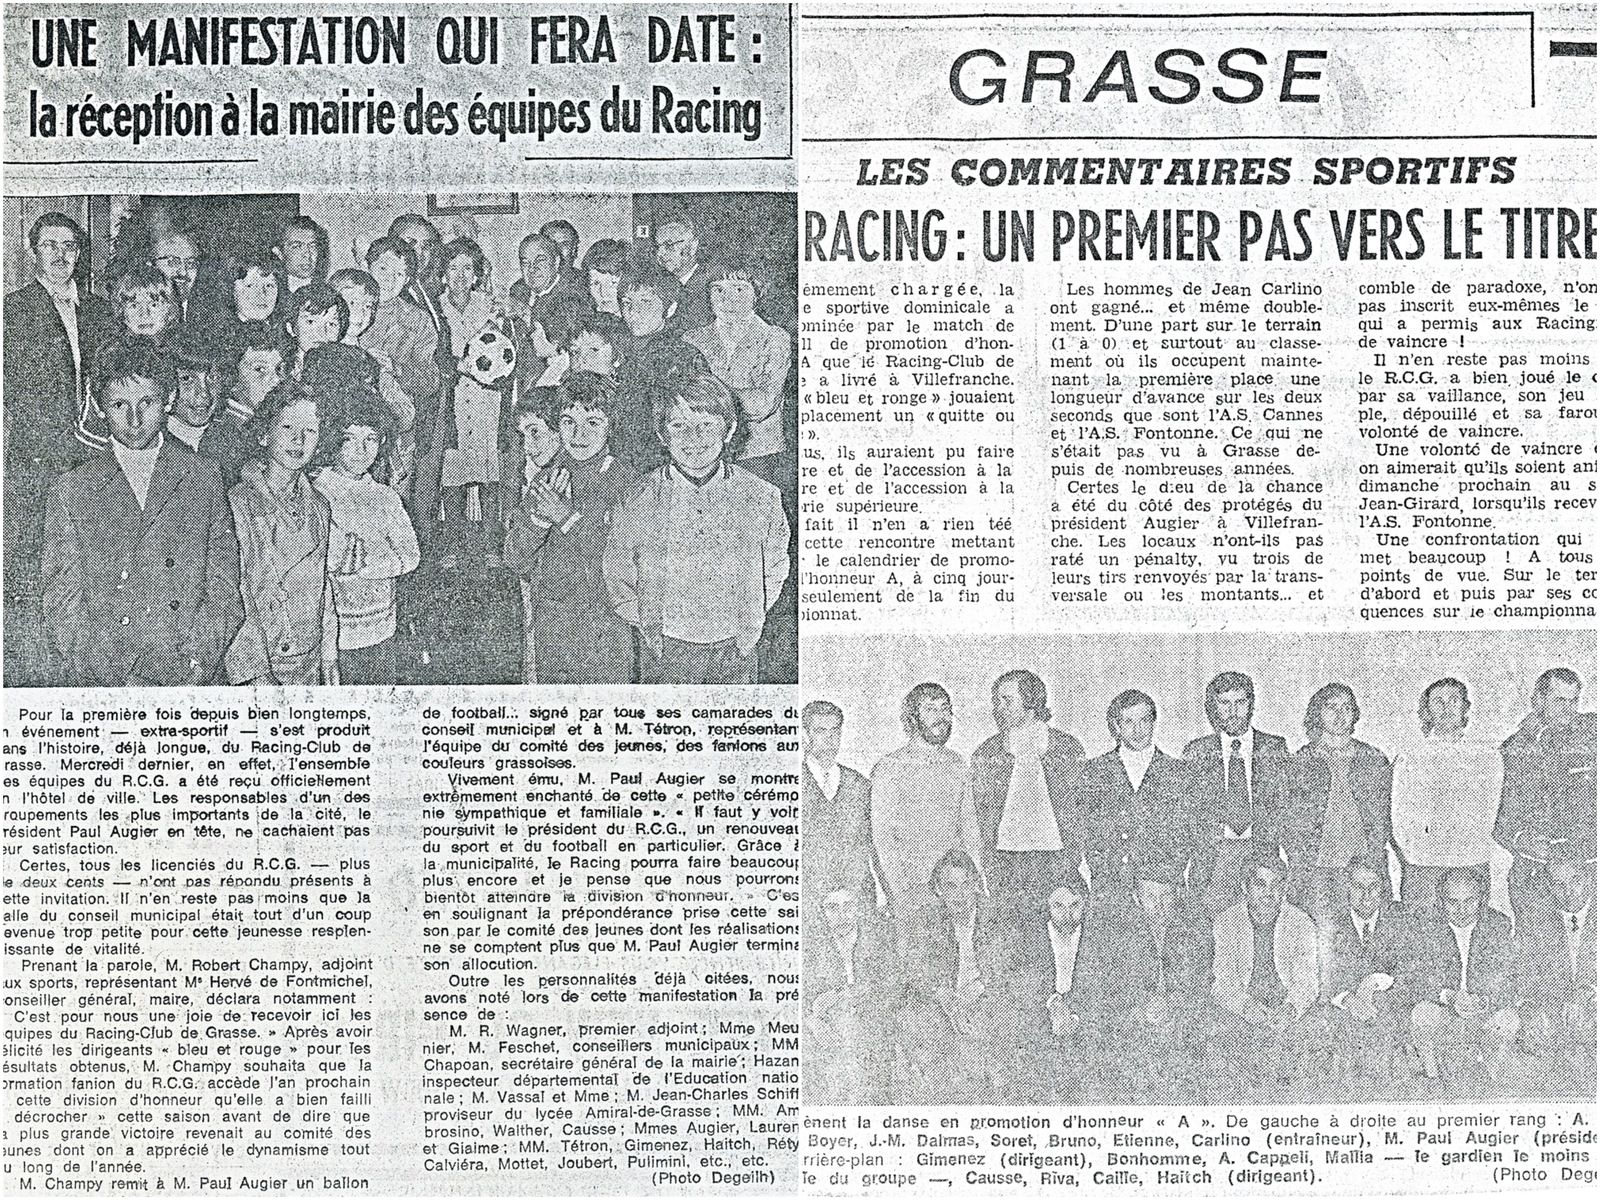 UNE MANIFESTATION QUI FERA DATE :
la réception à la mairie des équipes du Racing
Pour la première fois depuis bien longtemps,
n événement — extra-sportif — s'est produit
ans l'histoire, déjà longue, du Racing-Club de
rasse. Mercredi dernier, en effet, l'ensemble
es équipes du R.C.G. a été reçu officiellement
n l'hôtel de ville. Les responsables d'un des
roupements les plus importants de la cité, le
résident Paul Augier en tête, ne cachaient pas
eur satisfaction.
Certes, tous les licenciés du R.C.G. — plus
e deux cents — n'ont pas répondu présents à
ette invitation. Il n'en reste pas moins que la
alle du conseil municipal était tout d'un coup
evenue trop petite pour cette jeunesse resplen-
issante de vitalité.
Prenant la parole, M. Robert Champy, adjoint
ux sports, représentant Me Hervé de Fontmichel,
onseiller général, maire, déclara notamment :
C'est pour nous une joie de recevoir ici les
quipes du Racing-Club de Grasse. » Après avoir
élicité les dirigeants « bleu et rouge » pour les
ésultats obtenus, M. Champy souhaita que la
ormation fanion du R.C.G. accède l'an prochain
cette division d'honneur qu'elle a bien failli
décrocher » cette saison avant de dire que
a plus grande victoire revenait au comité des
eunes dont on a apprécié le dynamisme tout
u long de l'année.
M. Champy remit à M. Paul Augier un ballon
de football... signé par tous ses camarades du
conseil municipal et à M. Tétron, représentan
l'équipe du comité des jeunes, des fanions aux
couleurs grassoises.
Vivement ému, M. Paul Augier se montra
extrêmement enchanté de cette « petite cérémo
nie sympathique et familiale ». « Il faut y voir
poursuivit le président du R.C.G., un renouveau
du sport et du football en particulier. Grâce à
la municipalité, le Racing pourra faire beaucoup
plus encore et je pense que nous pourrons
bientôt atteindre la division d'honneur. » C'es
en soulignant la prépondérance prise cette sai
son par le comité des jeunes dont les réalisations
ne se comptent plus que M. Paul Augier termina
son allocution.
Outre les personnalités déjà citées, nous
avons noté lors de cette manifestation la pré
sence de :
M. R. Wagner, premier adjoint ; Mme Meu
nier, M. Feschet, conseillers municipaux ; MM
Chapoan, secrétaire général de la mairie ; Hazan
inspecteur départemental de l'Education natio
nale ; M. Vassal et Mme ; M. Jean-Charles Schiff
proviseur du lycée Amiral-de-Grasse ; MM. Am
brosino, Walther, Causse ; Mmes Augier, Lauren
et Giaime ; MM. Tétron, Gimenez, Haitch, Réty
Calviéra, Mottet, Joubert, Pulimini, etc., etc.
(Photo Degeilh)
GRASSE
LES COMMENTAIRES SPORTIFS
RACING : UN PREMIER PAS VERS LE TITRE
êmement chargée, la
e sportive dominicale a
ominée par le match de
ll de promotion d'hon-
A que le Racing-Club de
e a livré à Villefranche.
« bleu et ronge » jouaient
placement un « quitte ou
».
us, ils auraient pu faire
re et de l'accession à la
re et de l'accession à la
rie supérieure.
fait il n'en a rien téé
cette rencontre mettant
le calendrier de promo-
l'honneur A, à cinq jour-
seulement de la fin du
pionnat.
Les hommes de Jean Carlino
ont gagné... et même double-
ment. D'une part sur le terrain
(1 à 0) et surtout au classe-
ment où ils occupent mainte-
nant la première place une
longueur d'avance sur les deux
seconds que sont l'A.S. Cannes
et l'A.S. Fontonne. Ce qui ne
s'était pas vu à Grasse de-
puis de nombreuses années.
Certes le dieu de la chance
a été du côté des protégés du
président Augier à Villefran-
che. Les locaux n'ont-ils pas
raté un pénalty, vu trois de
leurs tirs renvoyés par la trans-
versale ou les montants... et
comble de paradoxe, n'on
pas inscrit eux-mêmes le
qui a permis aux Racing
de vaincre !
Il n'en reste pas moins
le R.C.G. a bien joué le c
par sa vaillance, son jeu
ple, dépouillé et sa farou
volonté de vaincre.
Une volonté de vaincre
on aimerait qu'ils soient ani
dimanche prochain au s
Jean-Girard, lorsqu'ils recev
l'A.S. Fontonne.
Une confrontation qui
met beaucoup ! A tous
points de vue. Sur le ter
d'abord et puis par ses co
quences sur le championna
ènent la danse en promotion d'honneur « A ». De gauche à droite au premier rang : A.
Boyer, J.-M. Dalmas, Soret, Bruno, Etienne, Carlino (entraîneur), M. Paul Augier (préside
rrière-plan : Gimenez (dirigeant), Bonhomme, A. Cappeli, Mallia — le gardien le moins
le du groupe —, Causse, Riva, Caille, Haitch (dirigeant).
(Photo Dege